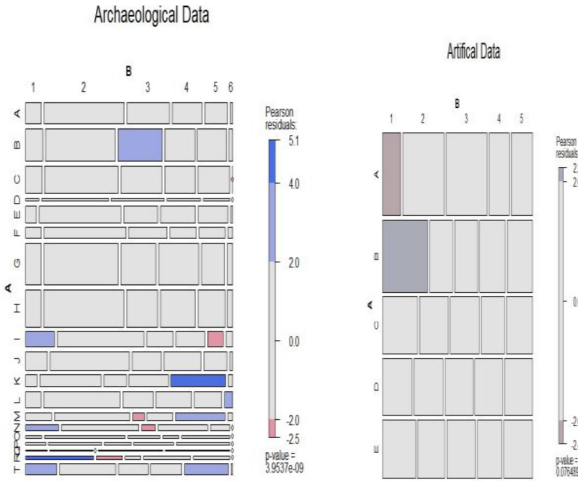 Archaeological Data
B
1 2 3 4 5 6
A
A
B
C
D
E
F
G
H
I
J
K
L
M
N
T
Pearson
residuals:
5.1
4.0
2.0
0.0
-2.0
-2.5
p-value =
3.9537e-09
Artifical Data
B
1 2 3 4 5
A
A
B
C
D
E
Pearson
residuals:
p-value =